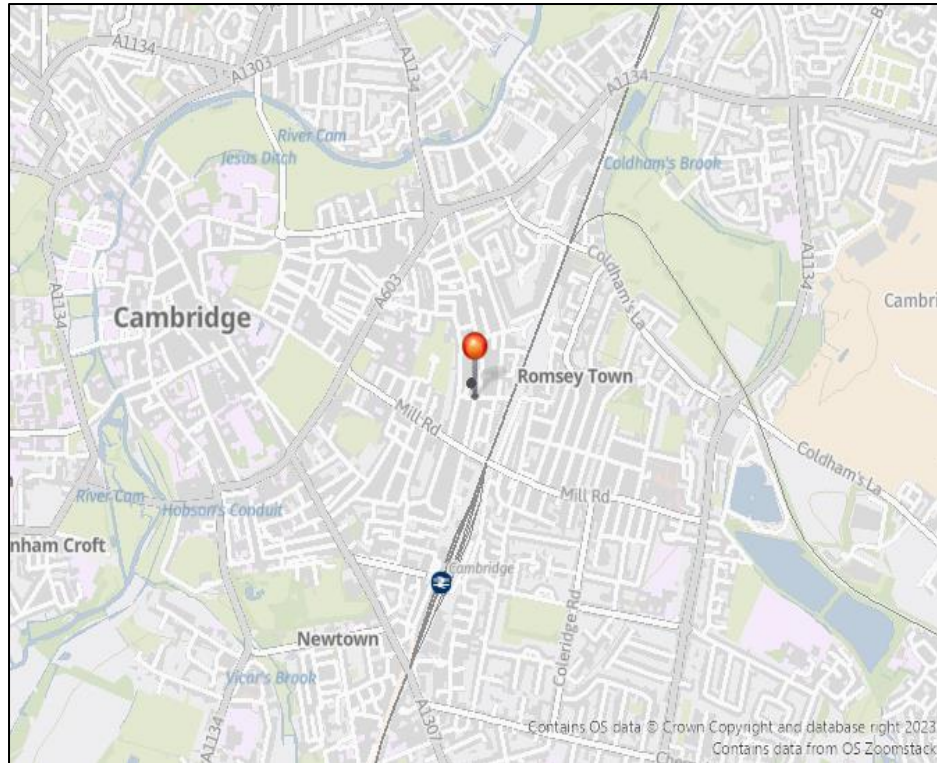 A1134
A1303
A1134
River Cam
Jesus Ditch
A1134
Coldham's Brook
Coldham's La
A1134
A603
Cambridge
A1134
Romsey Town
Mill Rd
Mill Rd
Coldham's La
River Cam
Hobson's Conduit
nham Croft
Cambridge
Newtown
Coleridge Rd
Vicar's Brook
A1134
A1307
Contains OS data © Crown Copyright and database right 2023
Contains data from OS Zoomstack